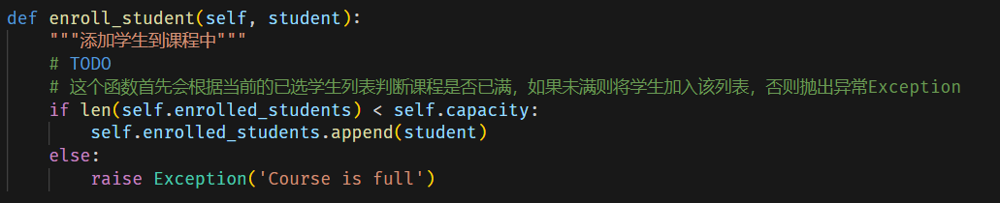 def enroll_student(self, student):
    """添加学生到课程中"""
    # TODO
    # 这个函数首先会根据当前的已选学生列表判断课程是否已满，如果未满则将学生加入该列表，否则抛出异常Exception
    if len(self.enrolled_students) < self.capacity:
        self.enrolled_students.append(student)
    else:
        raise Exception('Course is full')